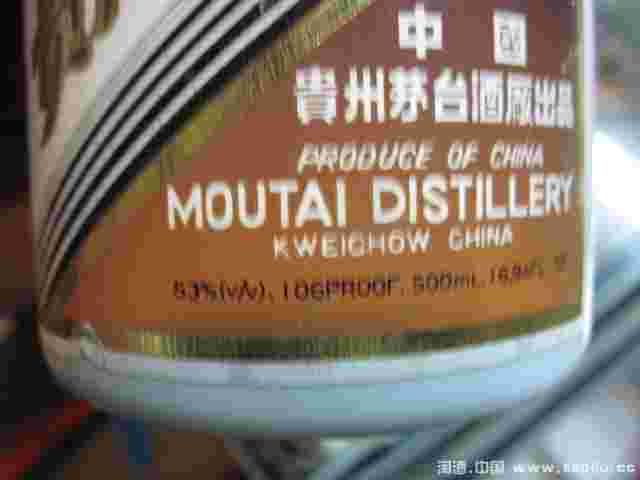 中國
貴州茅台酒廠出品
PRODUCE OF CHINA
MOUTAI DISTILLERY
KWEICHOW CHINA
53%(v/v). 106PROOF. 500mL.